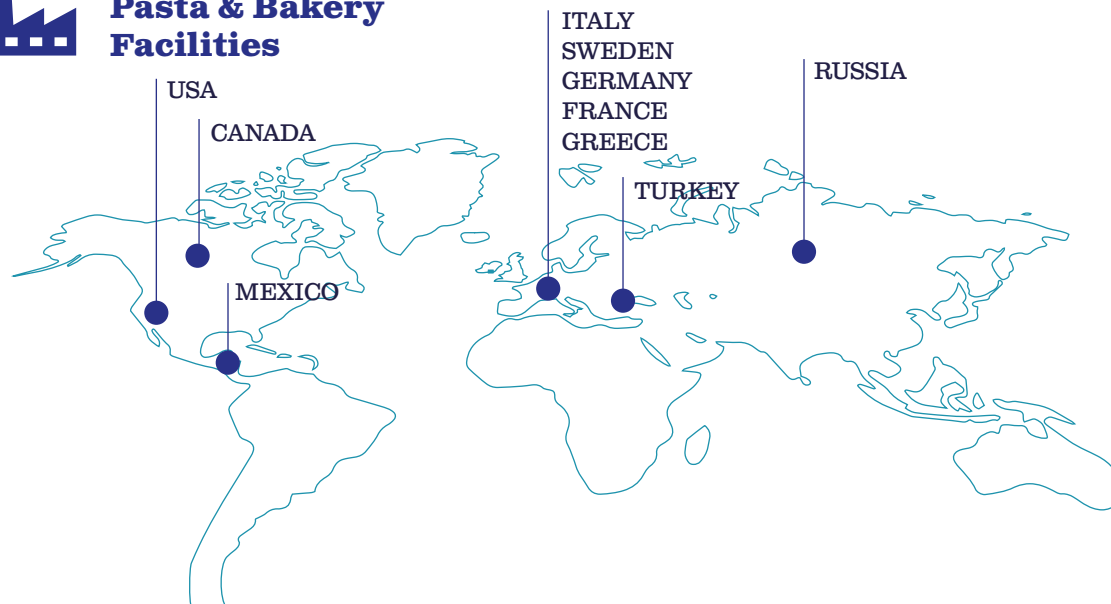 Pasta & Bakery
Facilities
USA
CANADA
MEXICO
ITALY
SWEDEN
GERMANY
FRANCE
GREECE
TURKEY
RUSSIA